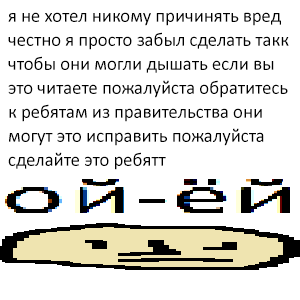 я не хотел никому причинять вред
честно я просто забыл сделать такк
чтобы они могли дышать если вы
это читаете пожалуйста обратитесь
к ребятам из правительства они
могут это исправить пожалуйста
сделайте это ребятт
ой-ёй